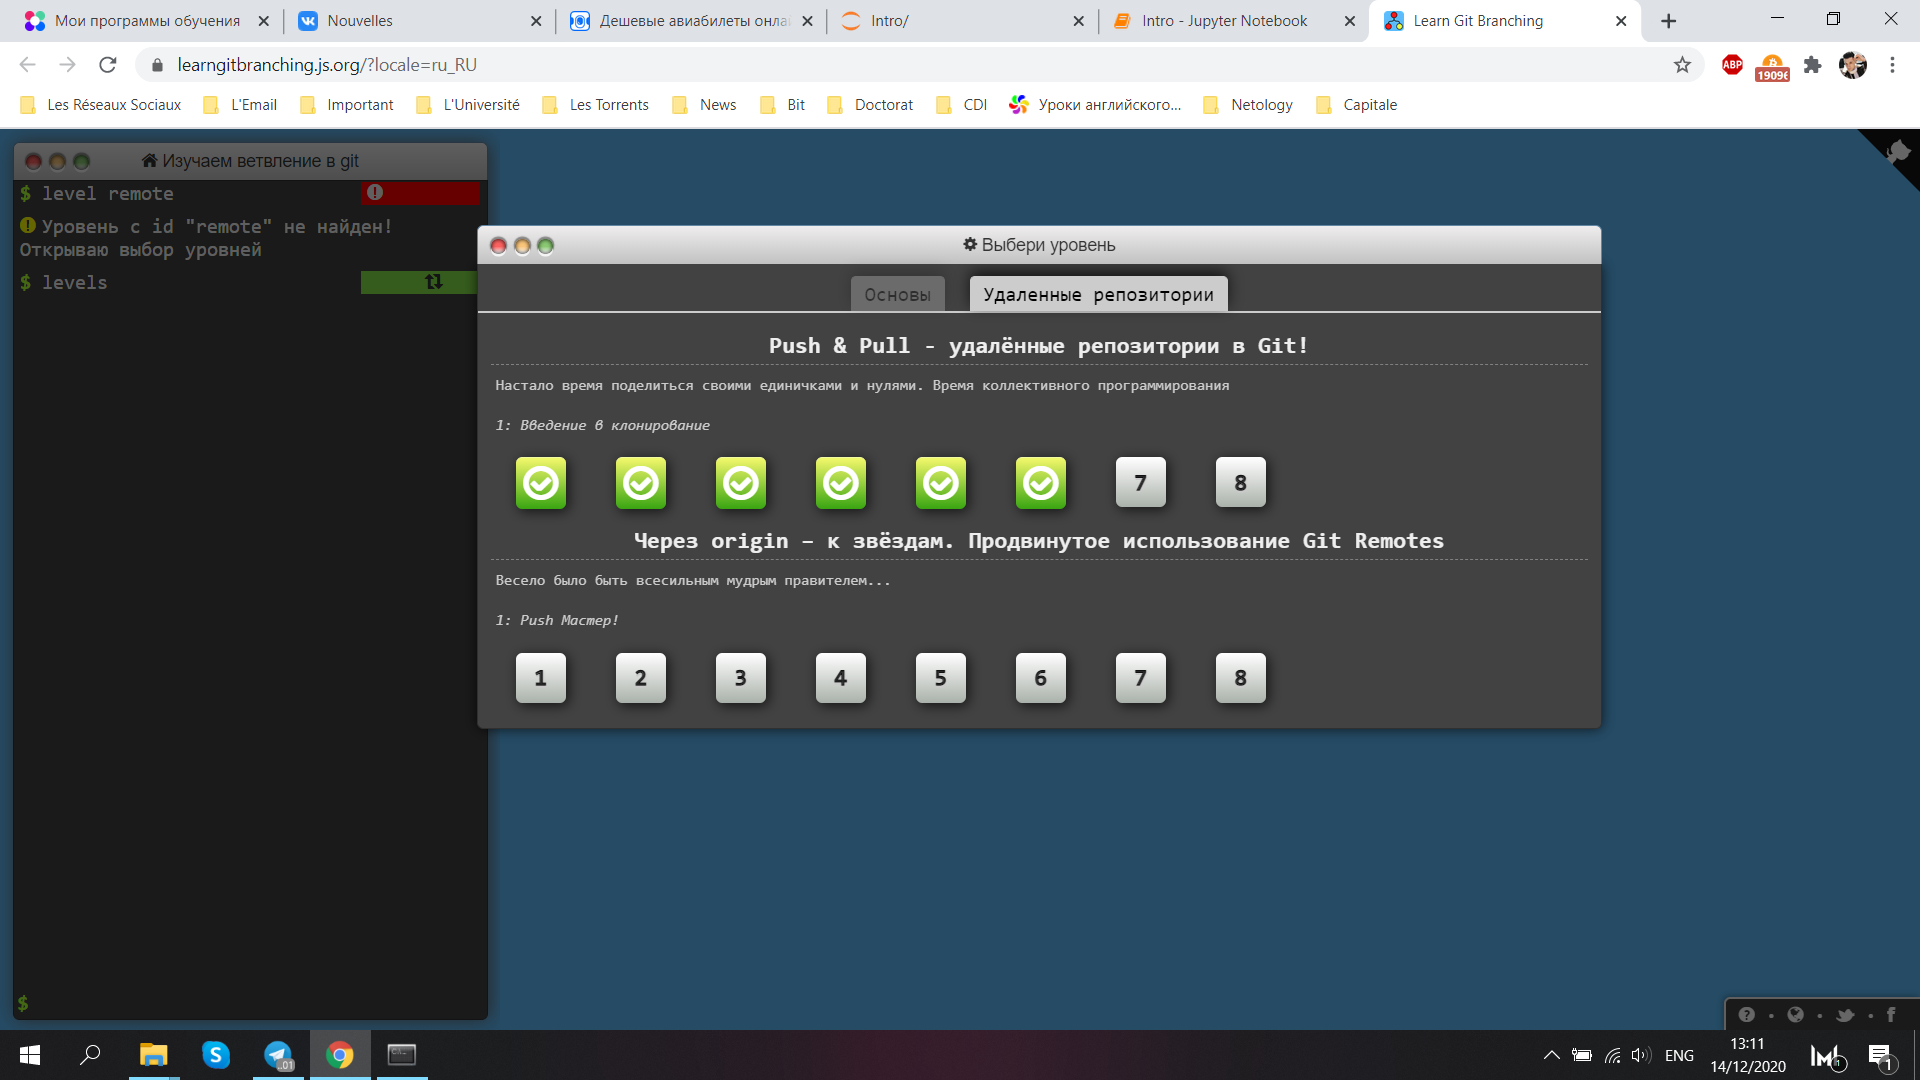 Мои программы обучения
Nouvelles
Дешевые авиабилеты онла
Intro/
Intro - Jupyter Notebook
Learn Git Branching
learngitbranching.js.org/?locale=ru_RU
ABP
1909€
Les Réseaux Sociaux
L'Email
Important
L'Université
Les Torrents
News
Bit
Doctorat
CDI
Уроки английского...
Netology
Capitale
Изучаем ветвление в git
$ level remote
Уровень с id "remote" не найден!
Открываю выбор уровней
$ levels
$
Выбери уровень
Основы
Удаленные репозитории
Push & Pull - удалённые репозитории в Git!
Настало время поделиться своими единичками и нулями. Время коллективного программирования
1: Введение в клонирование
7
8
Через origin – к звёздам. Продвинутое использование Git Remotes
Весело было быть всесильным мудрым правителем...
1: Push Мастер!
1
2
3
4
5
6
7
8
..01
ENG
13:11
14/12/2020
1